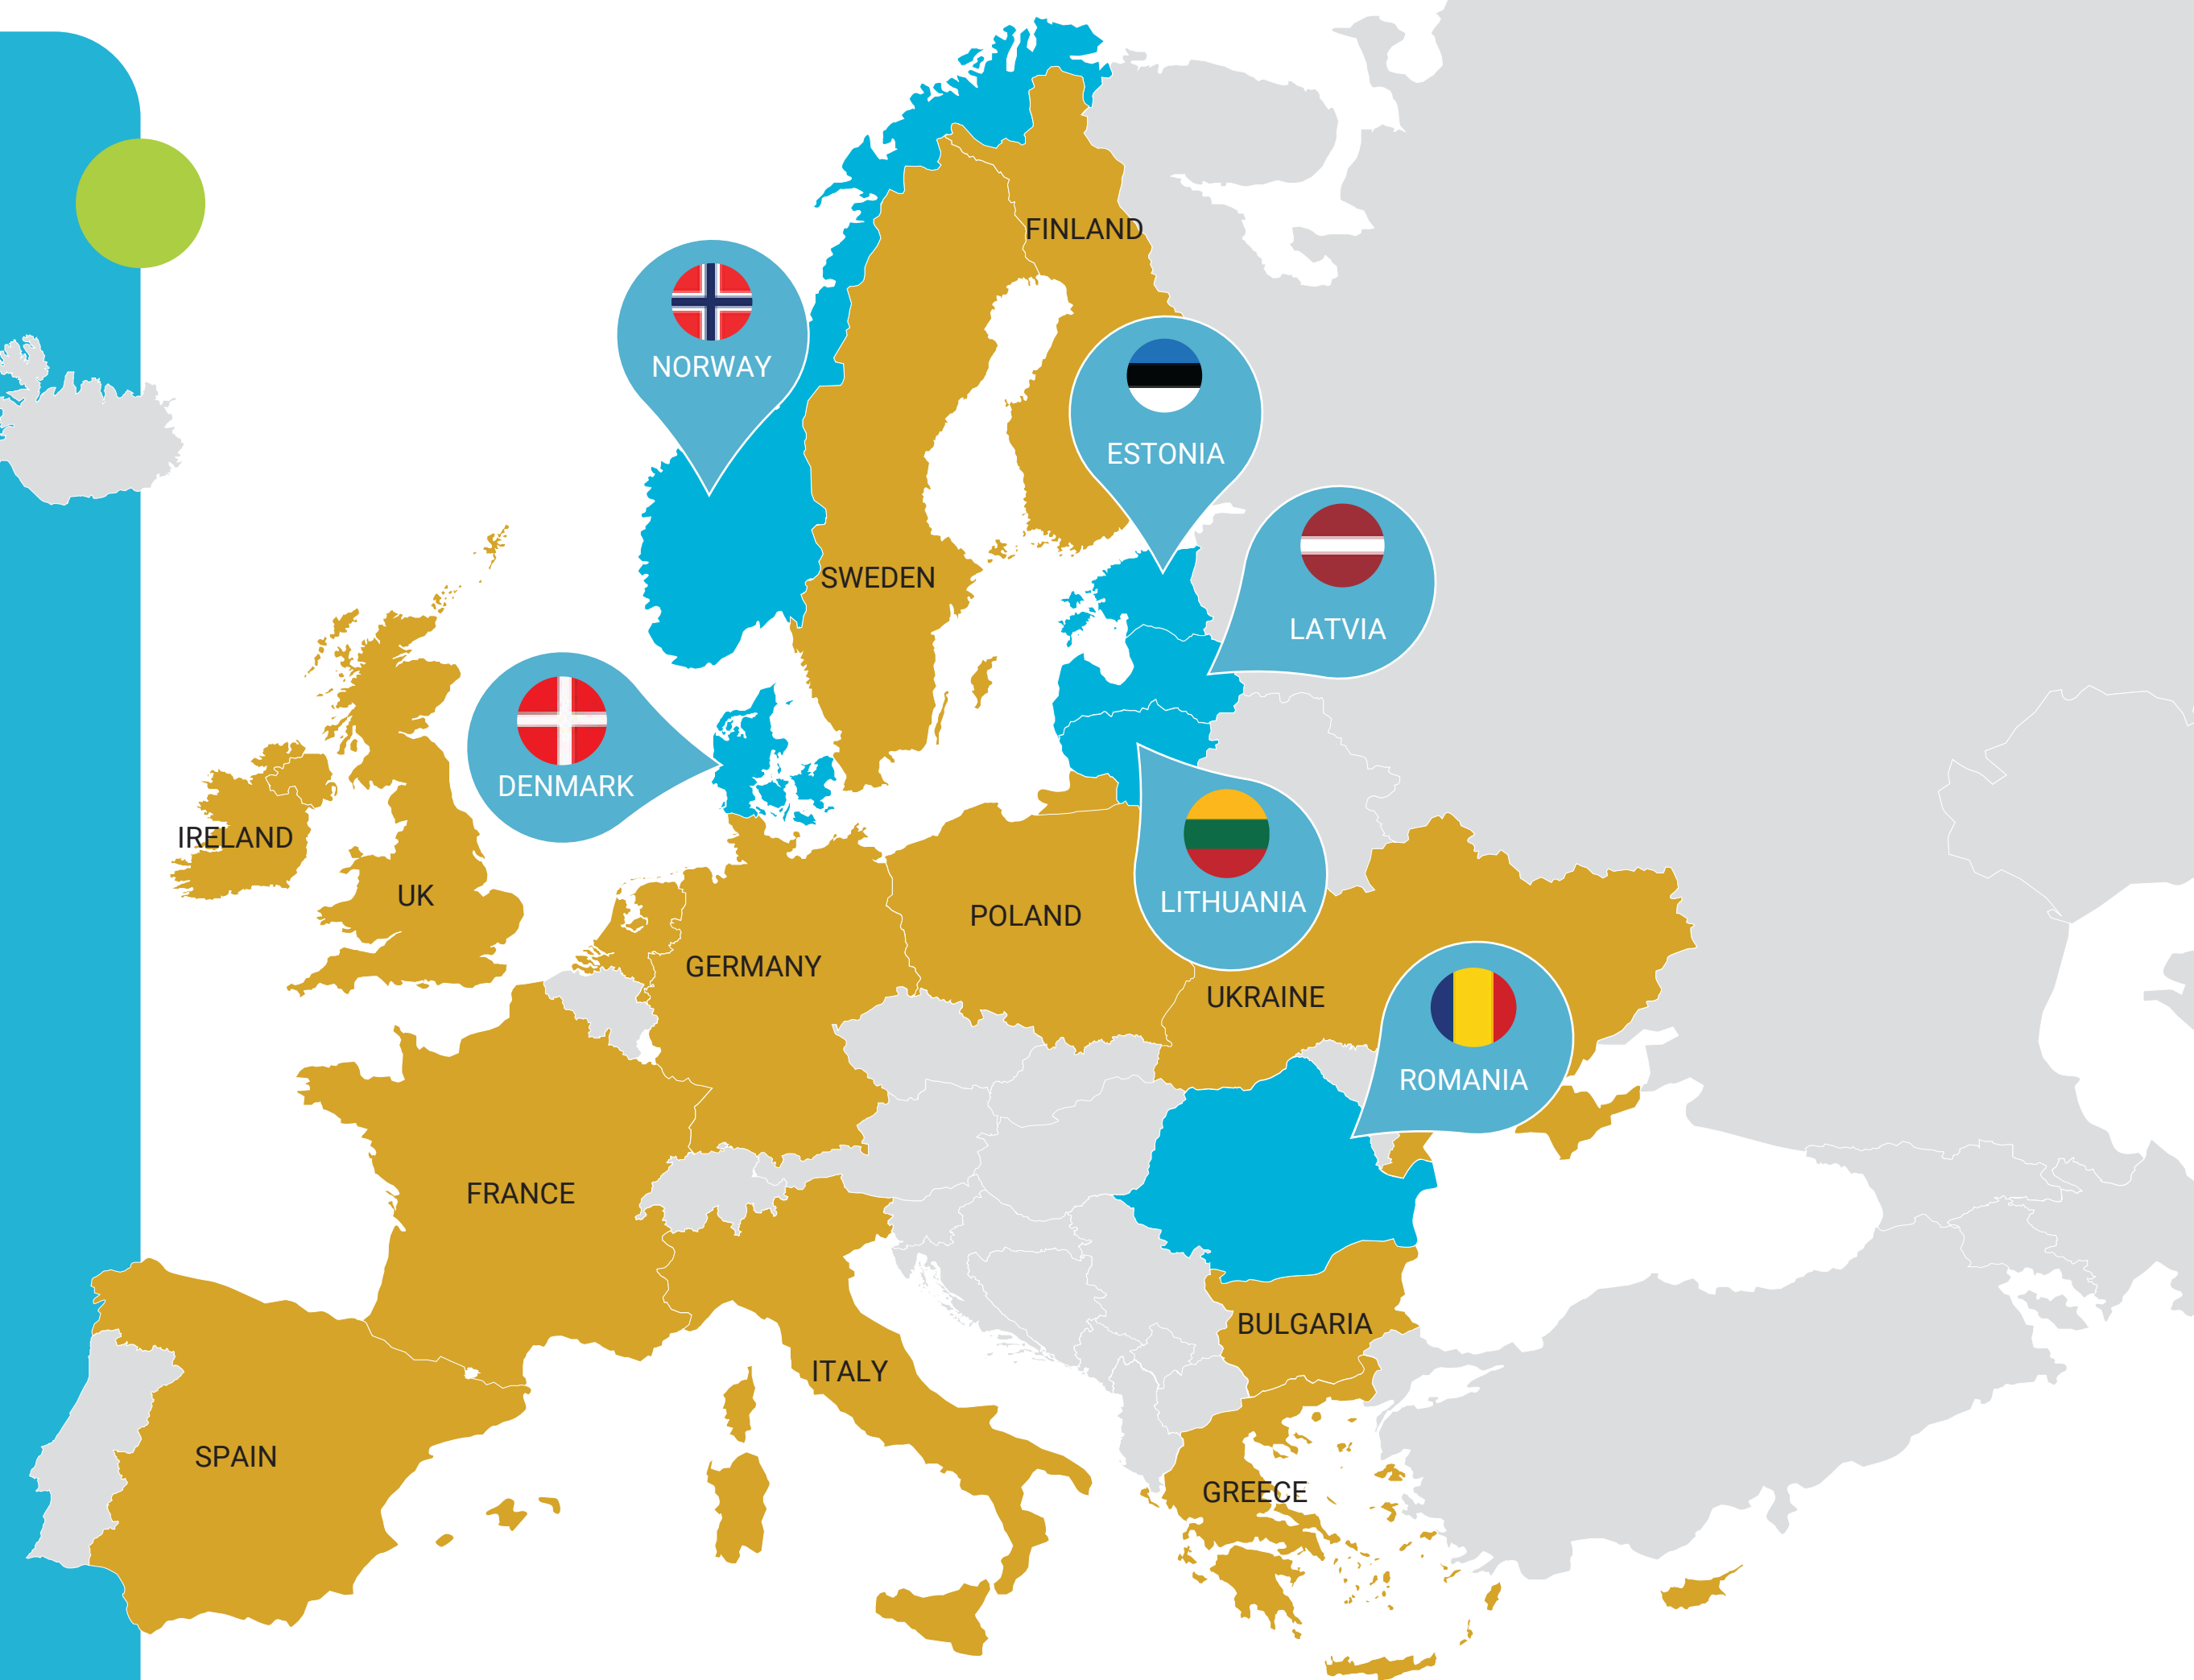 FINLAND
NORWAY
ESTONIA
SWEDEN
LATVIA
DENMARK
IRELAND
UK
LITHUANIA
POLAND
GERMANY
UKRAINE
ROMANIA
FRANCE
BULGARIA
ITALY
SPAIN
GREECE